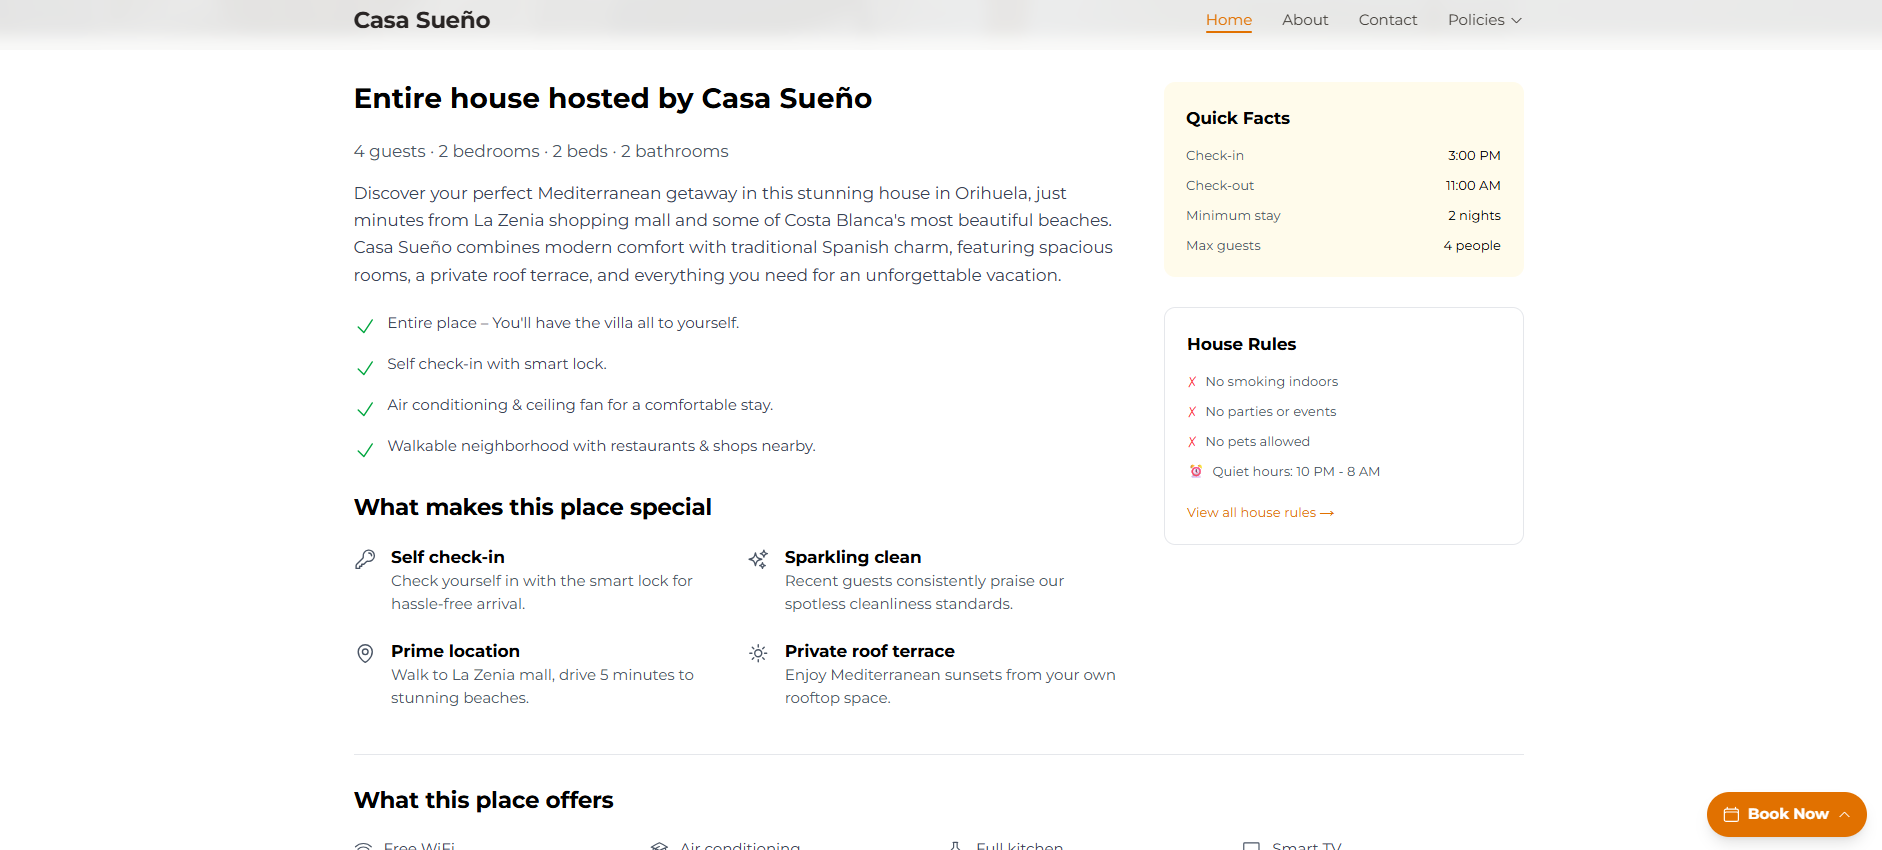 Casa Sueño
Home About Contact Policies
Entire house hosted by Casa Sueño
4 guests · 2 bedrooms · 2 beds · 2 bathrooms
Discover your perfect Mediterranean getaway in this stunning house in Orihuela, just
minutes from La Zenia shopping mall and some of Costa Blanca's most beautiful beaches.
Casa Sueño combines modern comfort with traditional Spanish charm, featuring spacious
rooms, a private roof terrace, and everything you need for an unforgettable vacation.
Entire place – You'll have the villa all to yourself.
Self check-in with smart lock.
Air conditioning & ceiling fan for a comfortable stay.
Walkable neighborhood with restaurants & shops nearby.
What makes this place special
Self check-in
Check yourself in with the smart lock for
hassle-free arrival.
Sparkling clean
Recent guests consistently praise our
spotless cleanliness standards.
Prime location
Walk to La Zenia mall, drive 5 minutes to
stunning beaches.
Private roof terrace
Enjoy Mediterranean sunsets from your own
rooftop space.
Quick Facts
Check-in 3:00 PM
Check-out 11:00 AM
Minimum stay 2 nights
Max guests 4 people
House Rules
✗ No smoking indoors
✗ No parties or events
✗ No pets allowed
⏰ Quiet hours: 10 PM - 8 AM
View all house rules →
What this place offers
Free WiFi Air conditioning Full kitchen Smart TV
Book Now